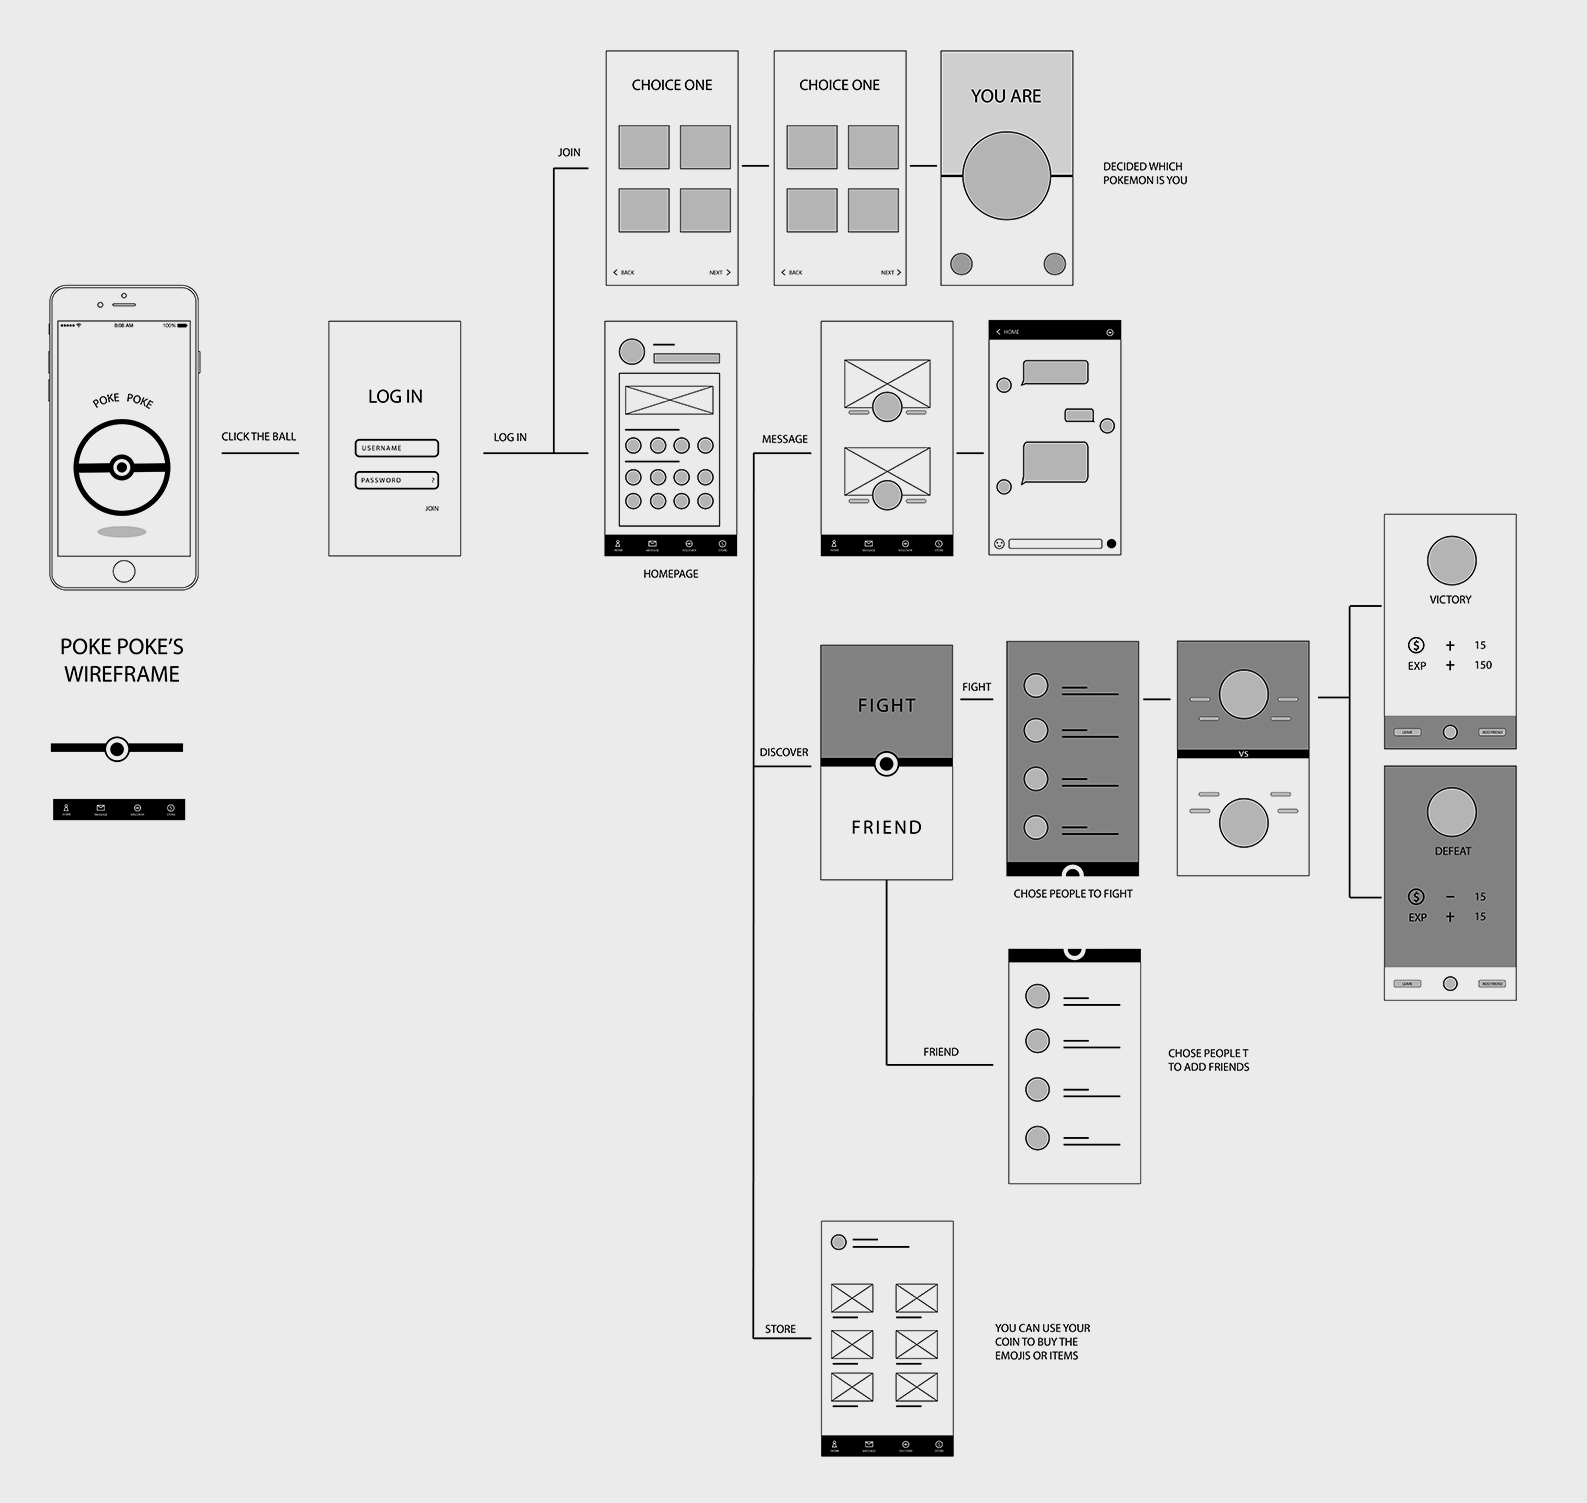 CHOICE ONE
BACK
NEXT
CHOICE ONE
BACK
NEXT
YOU ARE
DECIDED WHICH
POKEMON IS YOU
JOIN
8:08 AM
100%
POKE POKE
CLICK THE BALL
LOG IN
USERNAME
PASSWORD ?
JOIN
LOG IN
HOME
MESSAGE
DISCOVER
STORE
HOMEPAGE
MESSAGE
HOME
MESSAGE
DISCOVER
STORE
HOME
POKE POKE'S
WIREFRAME
HOME
MESSAGE
DISCOVER
STORE
DISCOVER
FIGHT
FRIEND
FIGHT
CHOSE PEOPLE TO FIGHT
VS
VICTORY
$ + 15
EXP + 150
LEAVE
ADD FRIEND
DEFEAT
$ − 15
EXP + 15
LEAVE
ADD FRIEND
FRIEND
CHOSE PEOPLE T
TO ADD FRIENDS
STORE
YOU CAN USE YOUR
COIN TO BUY THE
EMOJIS OR ITEMS
HOME
MESSAGE
DISCOVER
STORE